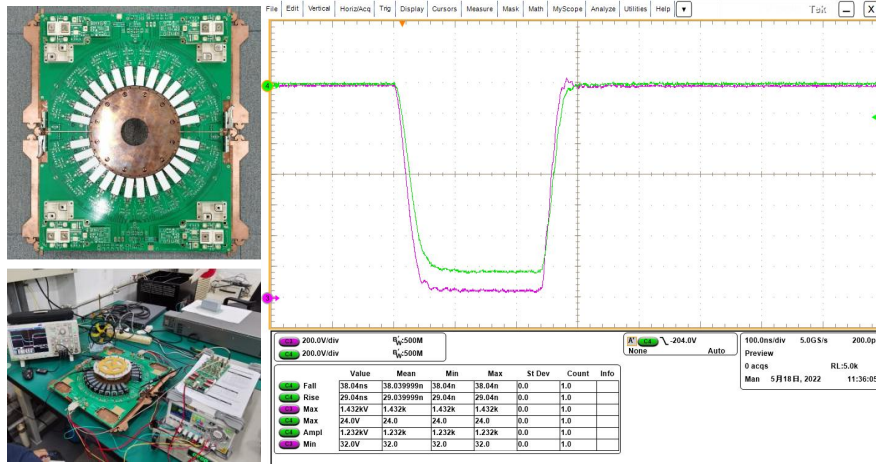 File Edit Vertical Horiz/Acq Trig Display Cursors Measure Mask Math MyScope Analyze Utilities Help Tek X
4
3
C3 200.0V/div BW:500M
C4 200.0V/div BW:500M
A' C4 -204.0V
None Auto
100.0ns/div 5.0GS/s 200.0p
Preview
0 acqs RL:5.0k
Man 5月18日, 2022 11:36:05
Value Mean Min Max St Dev Count Info
C4 Fall 38.04ns 38.039999n 38.04n 38.04n 0.0 1.0
C4 Rise 29.04ns 29.039999n 29.04n 29.04n 0.0 1.0
C3 Max 1.432kV 1.432k 1.432k 1.432k 0.0 1.0
C4 Max 24.0V 24.0 24.0 24.0 0.0 1.0
C4 Ampl 1.232kV 1.232k 1.232k 1.232k 0.0 1.0
C3 Min 32.0V 32.0 32.0 32.0 0.0 1.0